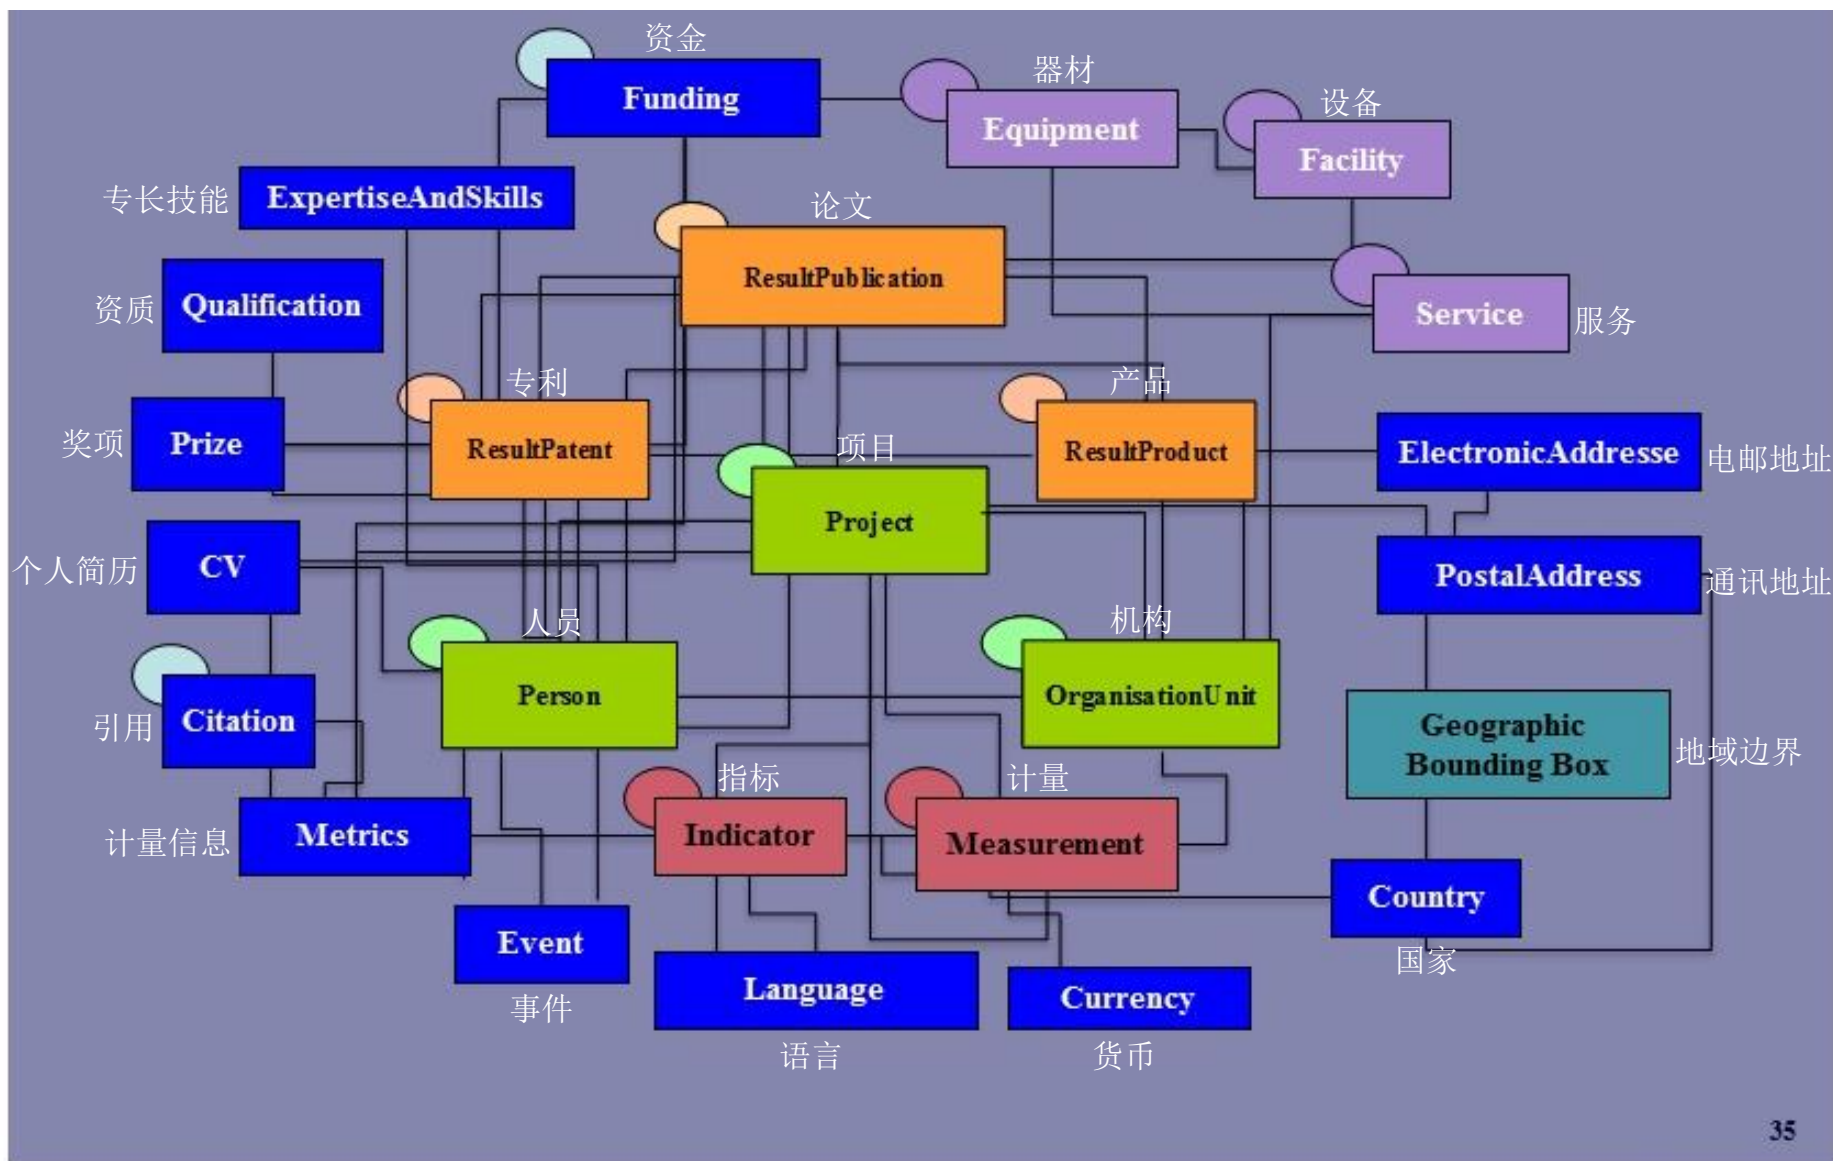 资金
Funding
器材
Equipment
设备
Facility
专长技能
ExpertiseAndSkills
论文
ResultPublication
资质
Qualification
Service
服务
专利
ResultPatent
产品
ResultProduct
奖项
Prize
项目
Project
ElectronicAddresse
电邮地址
个人简历
CV
PostalAddress
通讯地址
人员
Person
机构
OrganisationUnit
引用
Citation
Geographic
Bounding Box
地域边界
指标
Indicator
计量
Measurement
计量信息
Metrics
Country
国家
Event
事件
Language
语言
Currency
货币
35